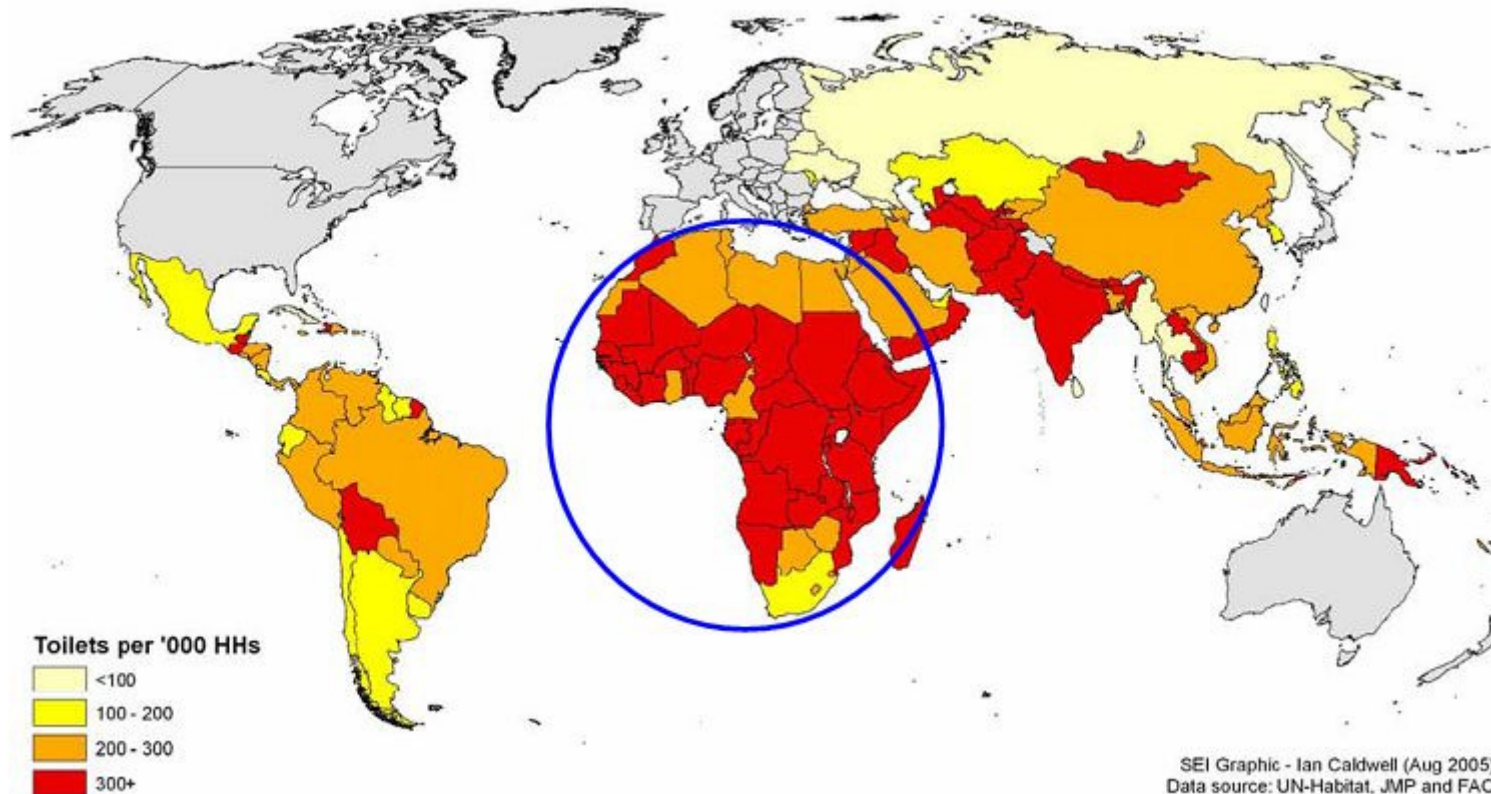 Toilets per '000 HHs
<100
100 - 200
200 - 300
300+
SEI Graphic - Ian Caldwell (Aug 2005)
Data source: UN-Habitat, JMP and FAO